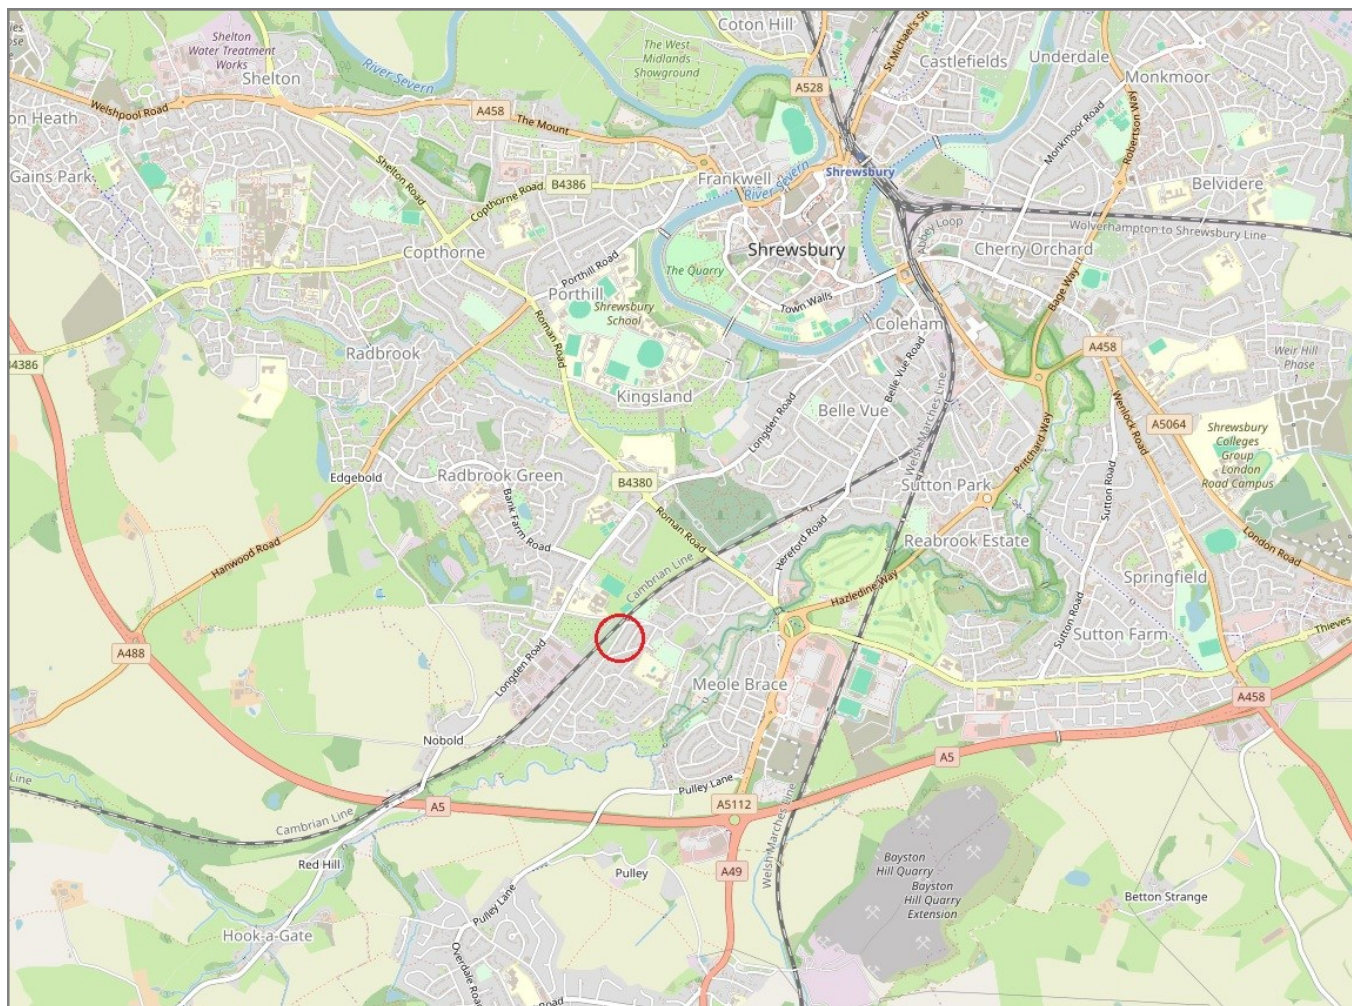 Coton Hill
St Michael's Str
Castlefields
Underdale
Monkmoor
Shelton
Water Treatment
Works
Shelton
River Severn
The West
Midlands
Showground
A528
Welshpool Road
A458
The Mount
Monkmoor Road
Robertson Way
on Heath
Gains Park
Shelton Road
Copthorne Road
B4386
Frankwell
River Severn
Shrewsbury
Belvidere
Copthorne
Porthill Road
Shrewsbury
The Quarry
Abbey Loop
Cherry Orchard
Wolverhampton to Shrewsbury Line
Porthill
Shrewsbury
School
Town Walls
Coleham
Bage Way
Roman Road
Radbrook
B4386
Kingsland
Longden Road
Belle Vue
Belle Vue Road
Welsh Marches Line
A458
Weir Hill
Phase
1
Wenlock Road
A5064
Shrewsbury
Colleges
Group
London
Road Campus
Pritchard Way
Edgebold
Radbrook Green
Bank Farm Road
B4380
Roman Road
Sutton Park
Sutton Road
Hereford Road
Reabrook Estate
London Road
Hanwood Road
Cambrian Line
Hazledine Way
Springfield
Sutton Road
Sutton Farm
Thieves
A488
Longden Road
Meole Brace
A458
Nobold
A5
Pulley Lane
Line
Cambrian Line
A5
A5112
Welsh Marches Line
Red Hill
Pulley
A49
Bayston
Hill Quarry
Bayston
Hill Quarry
Extension
Betton Strange
Pulley Lane
Hook-a-Gate
Overdale Road
Road